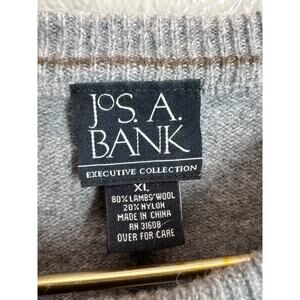 JOS. A.
BANK
EXECUTIVE COLLECTION
XL
80% LAMBS' WOOL
20% NYLON
MADE IN CHINA
RN 31608
OVER FOR CARE